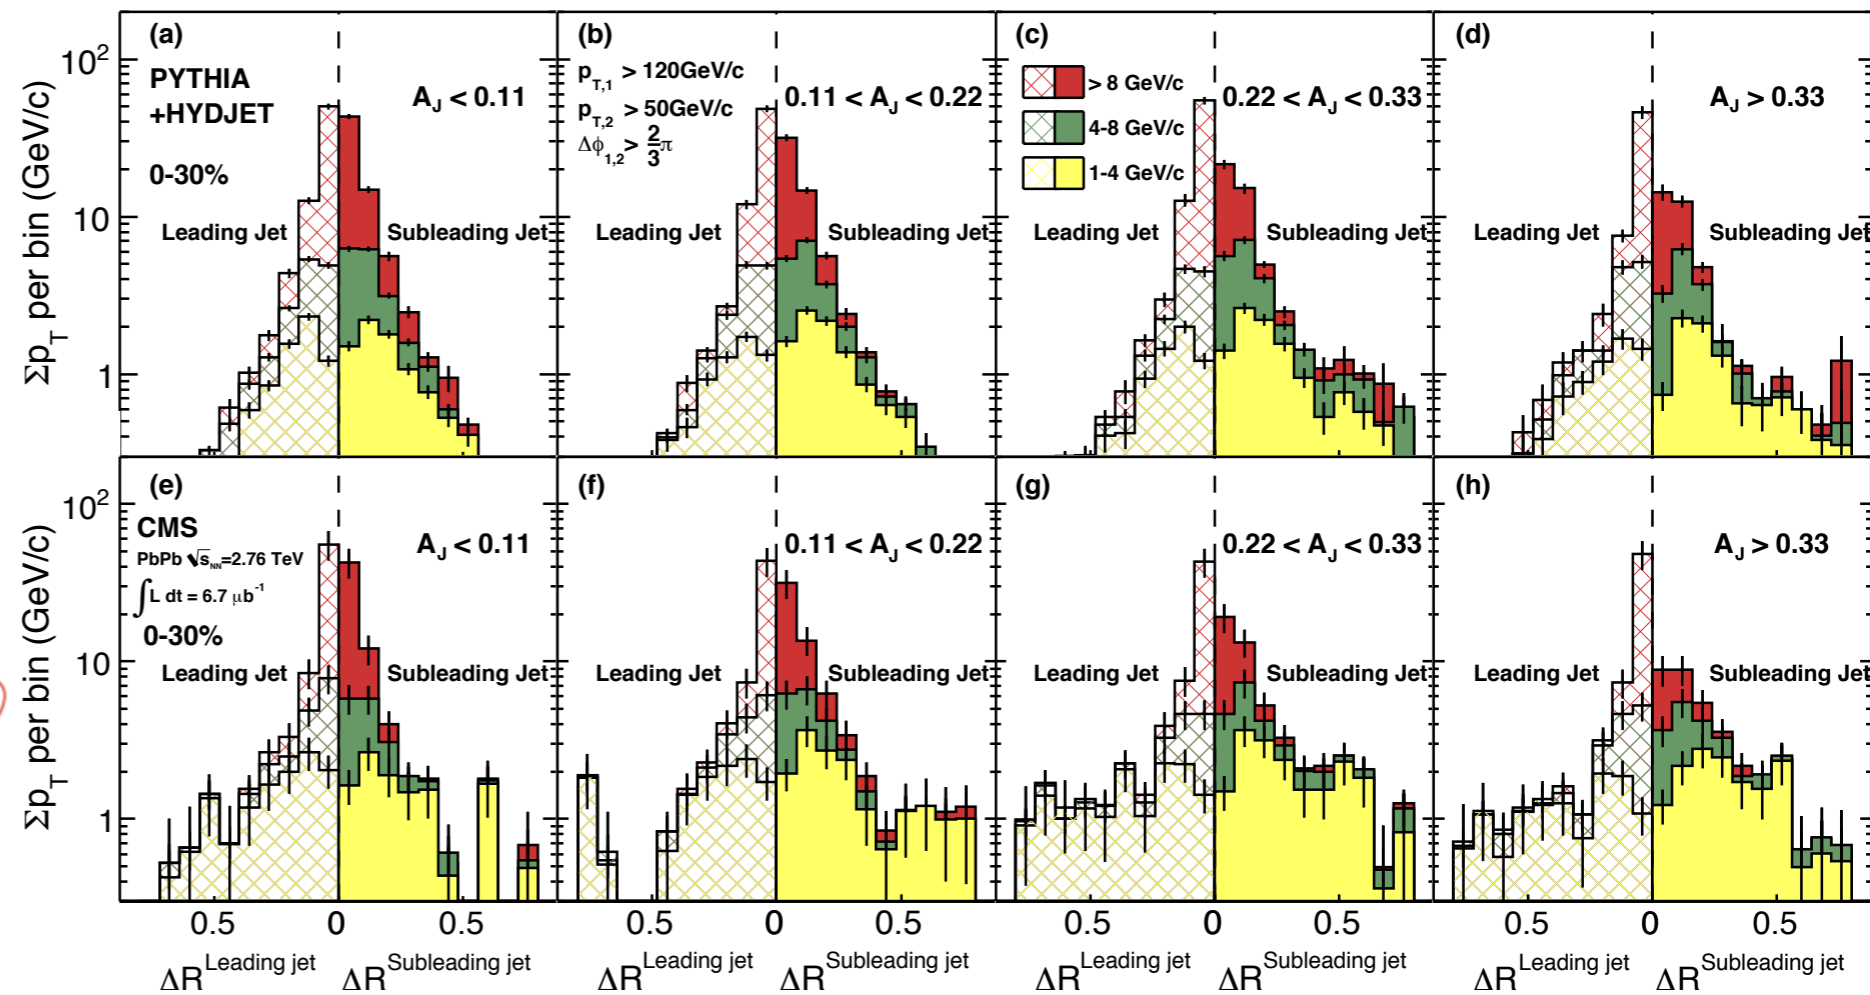 (a)
PYTHIA
+HYDJET
0-30%
A_J < 0.11
Leading Jet
Subleading Jet
(b)
p_T,1 > 120GeV/c
p_T,2 > 50GeV/c
Δϕ_1,2 > 2/3 π
0.11 < A_J < 0.22
Leading Jet
Subleading Jet
(c)
> 8 GeV/c
4-8 GeV/c
1-4 GeV/c
0.22 < A_J < 0.33
Leading Jet
Subleading Jet
(d)
A_J > 0.33
Leading Jet
Subleading Jet
Σp_T per bin (GeV/c)
10²
10
1
(e)
CMS
PbPb √s_NN=2.76 TeV
∫L dt = 6.7 μb⁻¹
0-30%
A_J < 0.11
Leading Jet
Subleading Jet
(f)
0.11 < A_J < 0.22
Leading Jet
Subleading Jet
(g)
0.22 < A_J < 0.33
Leading Jet
Subleading Jet
(h)
A_J > 0.33
Leading Jet
Subleading Jet
Σp_T per bin (GeV/c)
10²
10
1
0.5 0 0.5
0.5 0 0.5
0.5 0 0.5
0.5 0 0.5
ΔR^Leading jet ΔR^Subleading jet
ΔR^Leading jet ΔR^Subleading jet
ΔR^Leading jet ΔR^Subleading jet
ΔR^Leading jet ΔR^Subleading jet